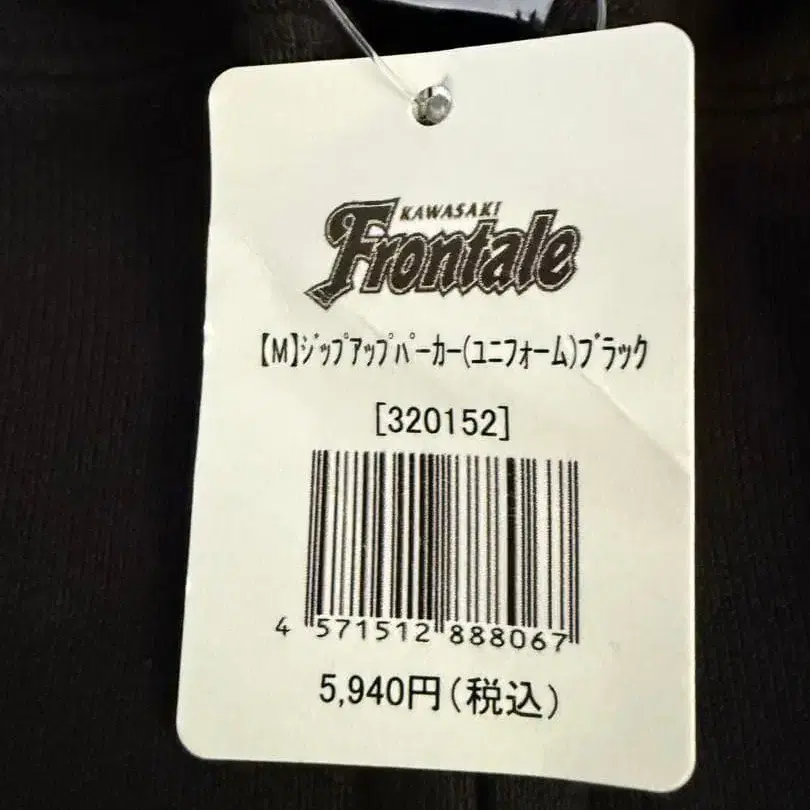 KAWASAKI
Frontale
【M】ｼﾞｯﾌﾟｱｯﾌﾟﾊﾟｰｶｰ(ユニフォーム)ﾌﾞﾗｯｸ
[320152]
4 571512 888067
5,940円(税込)